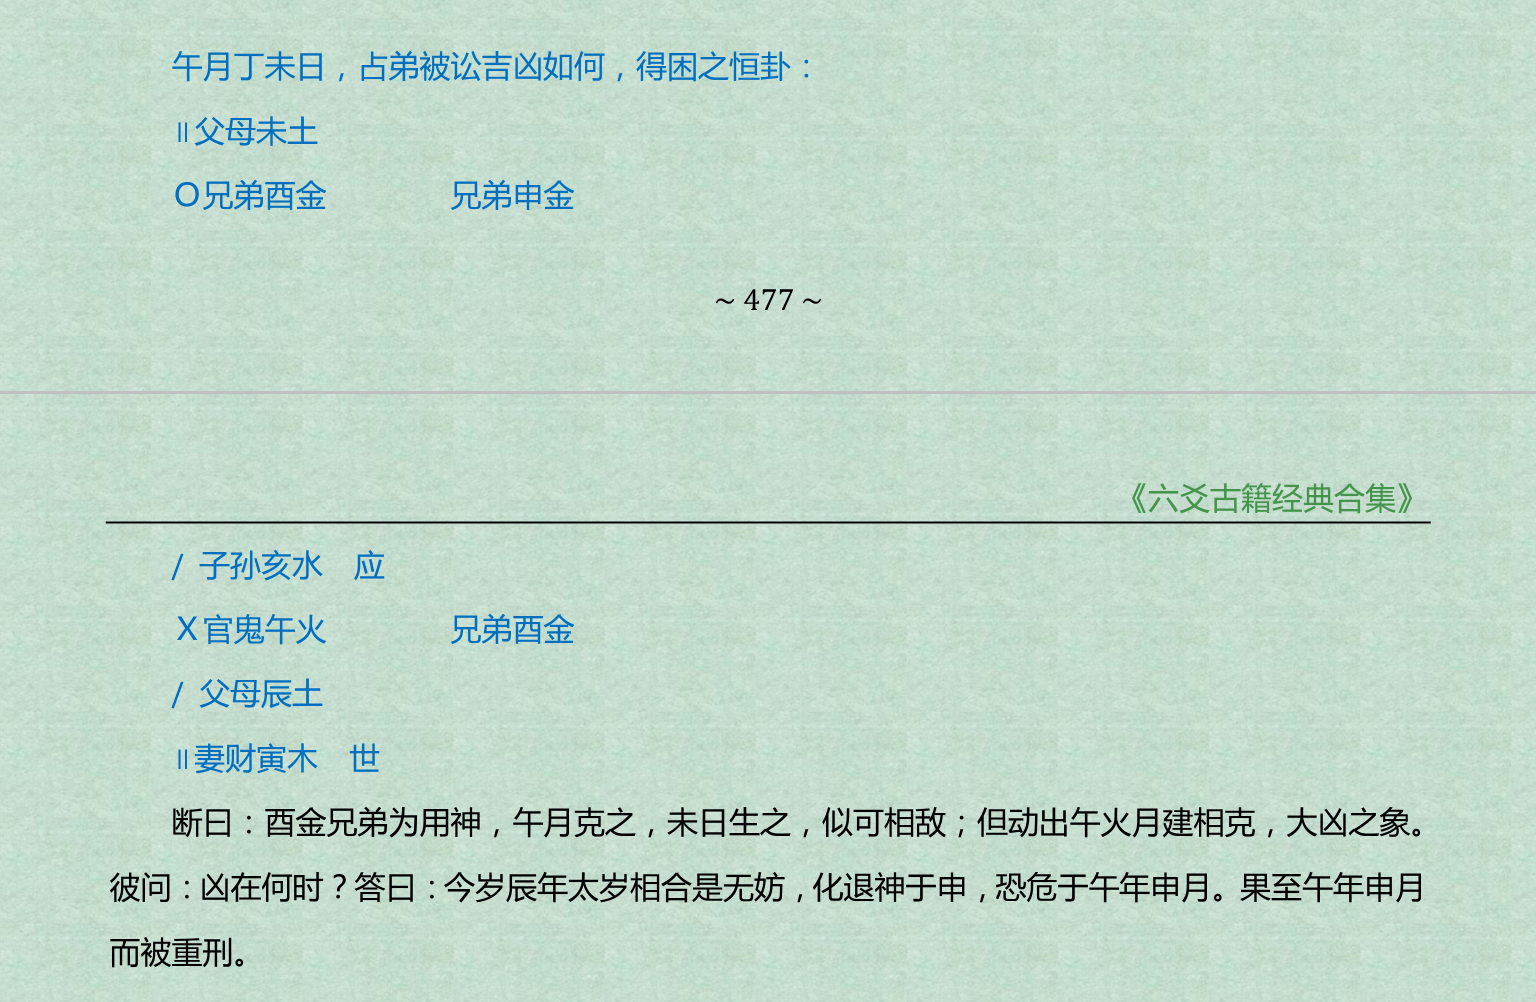 午月丁未日，占弟被讼吉凶如何，得困之恒卦：
〢父母未土
O兄弟酉金 兄弟申金
～477～
《六爻古籍经典合集》
/ 子孙亥水 应
X官鬼午火 兄弟酉金
/ 父母辰土
〢妻财寅木 世
断曰：酉金兄弟为用神，午月克之，未日生之，似可相敌；但动出午火月建相克，大凶之象。
彼问：凶在何时？答曰：今岁辰年太岁相合是无妨，化退神于申，恐危于午年申月。果至午年申月
而被重刑。